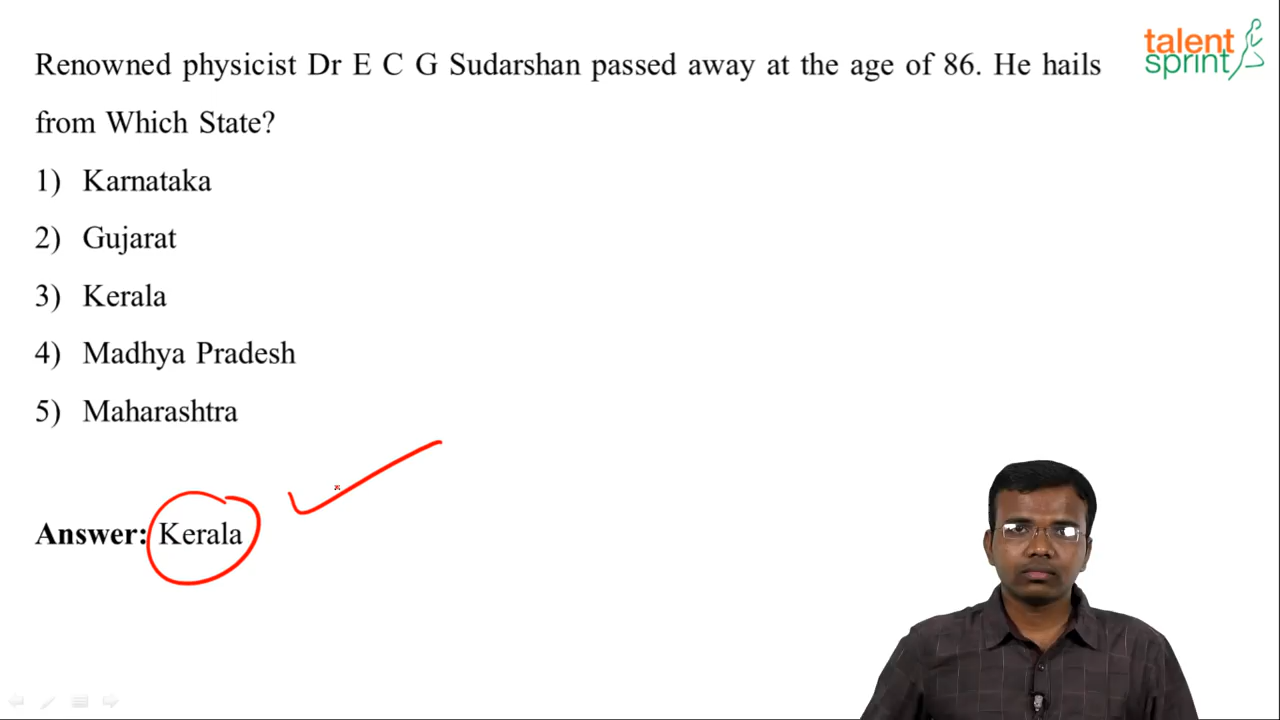 talent
sprint
Renowned physicist Dr E C G Sudarshan passed away at the age of 86. He hails
from Which State?
1) Karnataka
2) Gujarat
3) Kerala
4) Madhya Pradesh
5) Maharashtra
Answer: Kerala